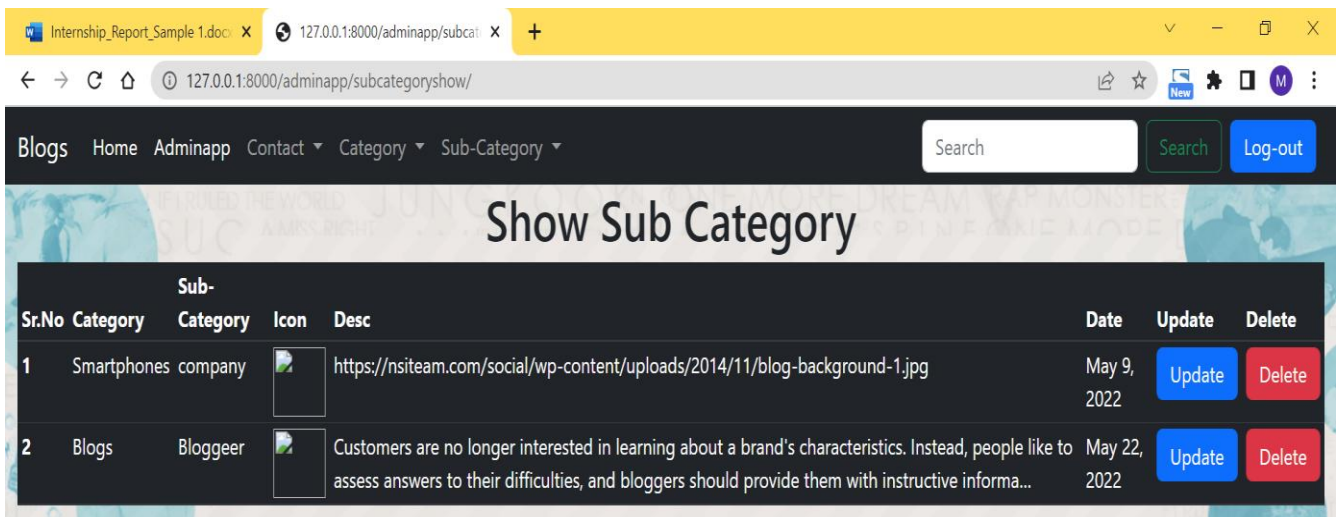 Internship_Report_Sample 1.doc
127.0.0.1:8000/adminapp/subcat
127.0.0.1:8000/adminapp/subcategoryshow/
New
M
Blogs Home Adminapp Contact Category Sub-Category Search Search Log-out
IF I RULED THE WORLD JUNGKOOK ONE MORE DREAM RAP MONSTER
SUG A MISS RIGHT
Show Sub Category
Sr.No Category Sub-Category Icon Desc Date Update Delete
1 Smartphones company https://nsiteam.com/social/wp-content/uploads/2014/11/blog-background-1.jpg May 9, 2022 Update Delete
2 Blogs Bloggeer Customers are no longer interested in learning about a brand's characteristics. Instead, people like to May 22, Update Delete
assess answers to their difficulties, and bloggers should provide them with instructive informa... 2022